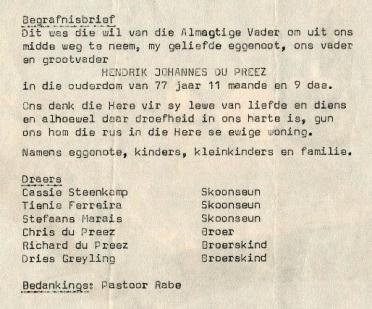 Begrafnisbrief
Dit was die wil van die Almagtige Vader om uit ons
midde weg te neem, my geliefde eggenoot, ons vader
en grootvader
HENDRIK JOHANNES DU PREEZ
in die ouderdom van 77 jaar 11 maande en 9 dae.
Ons dank die Here vir sy lewe van liefde en diens
en alhoewel daar droefheid in ons harte is, gun
ons hom die rus in die Here se ewige woning.
Namens eggenote, kinders, kleinkinders en familie.
Draers
Cassie Steenkamp Skoonseun
Tienie Ferreira Skoonseun
Stefaans Marais Skoonseun
Chris du Preez Broer
Richard du Preez Broerskind
Dries Greyling Broerskind
Bedankings: Pastoor Rabe